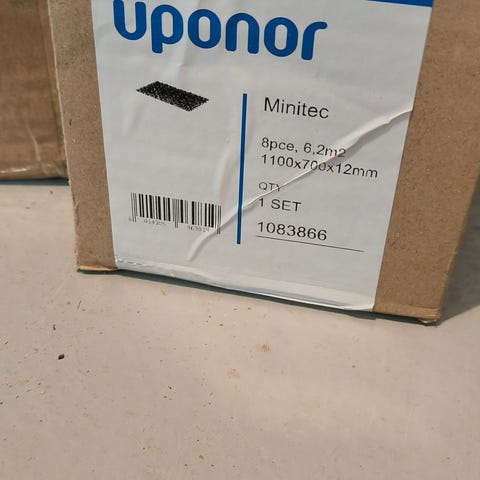 uponor
Minitec
8pce, 6,2m2
1100x700x12mm
QTY
1 SET
1083866